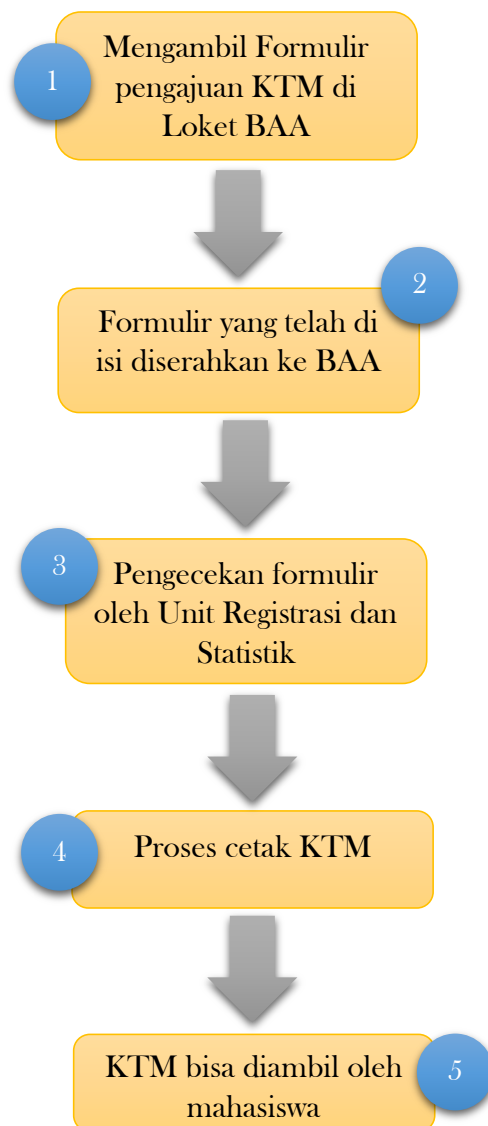 1
Mengambil Formulir
pengajuan KTM di
Loket BAA
2
Formulir yang telah di
isi diserahkan ke BAA
3
Pengecekan formulir
oleh Unit Registrasi dan
Statistik
4
Proses cetak KTM
5
KTM bisa diambil oleh
mahasiswa